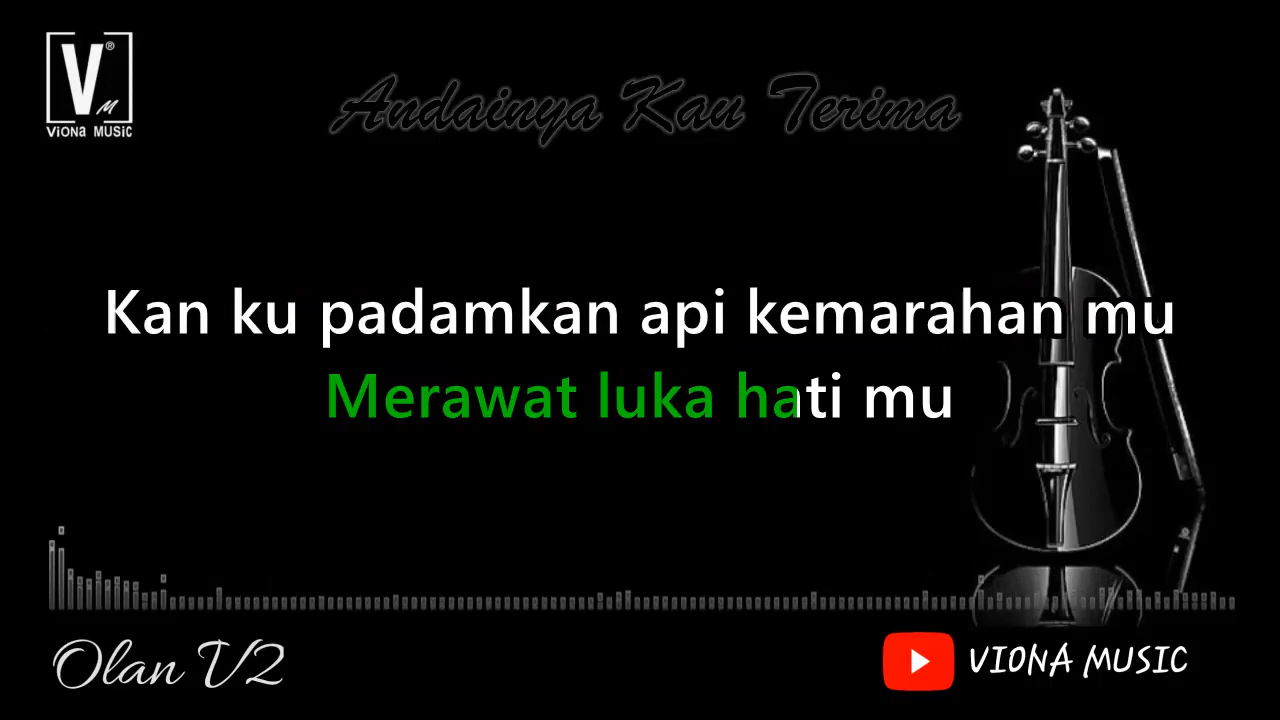 V®
M
ViONA MUSiC
Andainya Kau Terima
Kan ku padamkan api kemarahan mu
Merawat luka hati mu
Olan V2
VIONA MUSIC